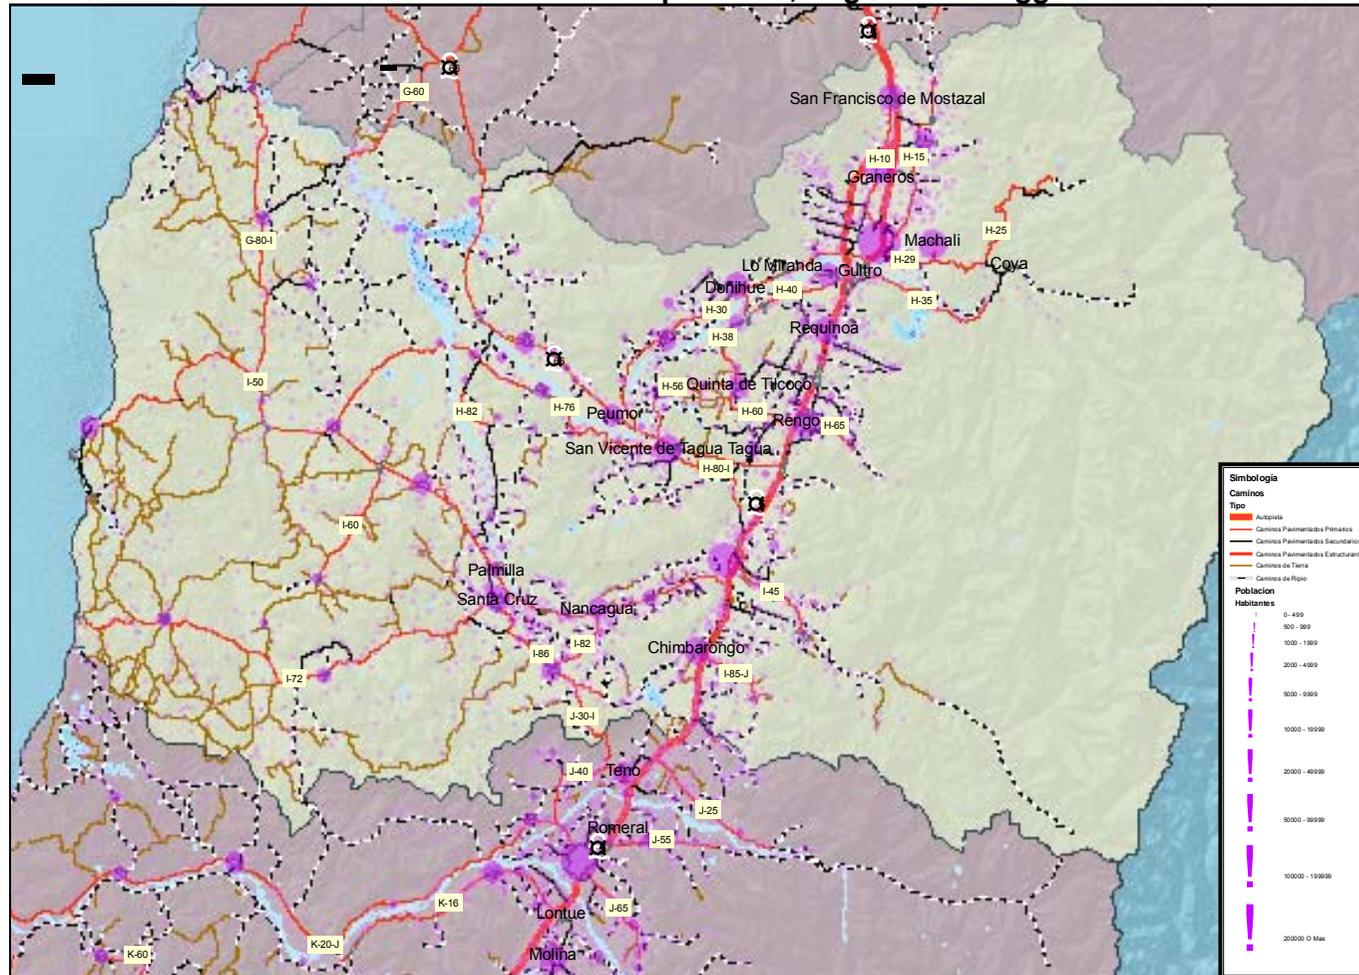 San Francisco de Mostazal
G-60
H-10
H-15
Graneros
H-25
G-80-I
Machali
H-29
Coya
Lo Miranda
Gultro
Donihue
H-40
H-35
H-30
Requinoa
H-38
I-50
H-56
Quinta de Tilcoco
H-82
H-76
Peumo
H-60
Rengo
H-65
San Vicente de Tagua Tagua
H-80-I
I-60
Palmilla
Santa Cruz
Nancagua
I-45
I-82
Chimbarongo
I-86
I-72
I-85-J
J-30-I
J-40
Teno
J-25
Romeral
J-55
K-16
Lontue
J-65
K-20-J
K-60
Molina
Simbología
Caminos
Tipo
Autopista
Caminos Pavimentados Primarios
Caminos Pavimentados Secundarios
Caminos Pavimentados
Caminos de Tierra
Caminos de Ripio
Poblacion
Habitantes
0 - 499
500 - 999
1000 - 1999
2000 - 4999
5000 - 9999
10000 - 19999
20000 - 49999
50000 - 99999
100000 - 199999
200000 O Mas